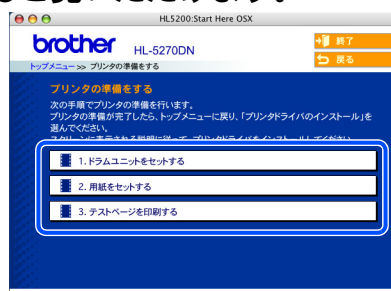 HL5200:Start Here OSX
brother HL-5270DN
終了
戻る
トップメニュー >> プリンタの準備をする
プリンタの準備をする
次の手順でプリンタの準備を行います。
プリンタの準備が完了したら、トップメニューに戻り、「プリンタドライバのインストール」を
選んでください。
1. ドラムユニットをセットする
2. 用紙をセットする
3. テストページを印刷する